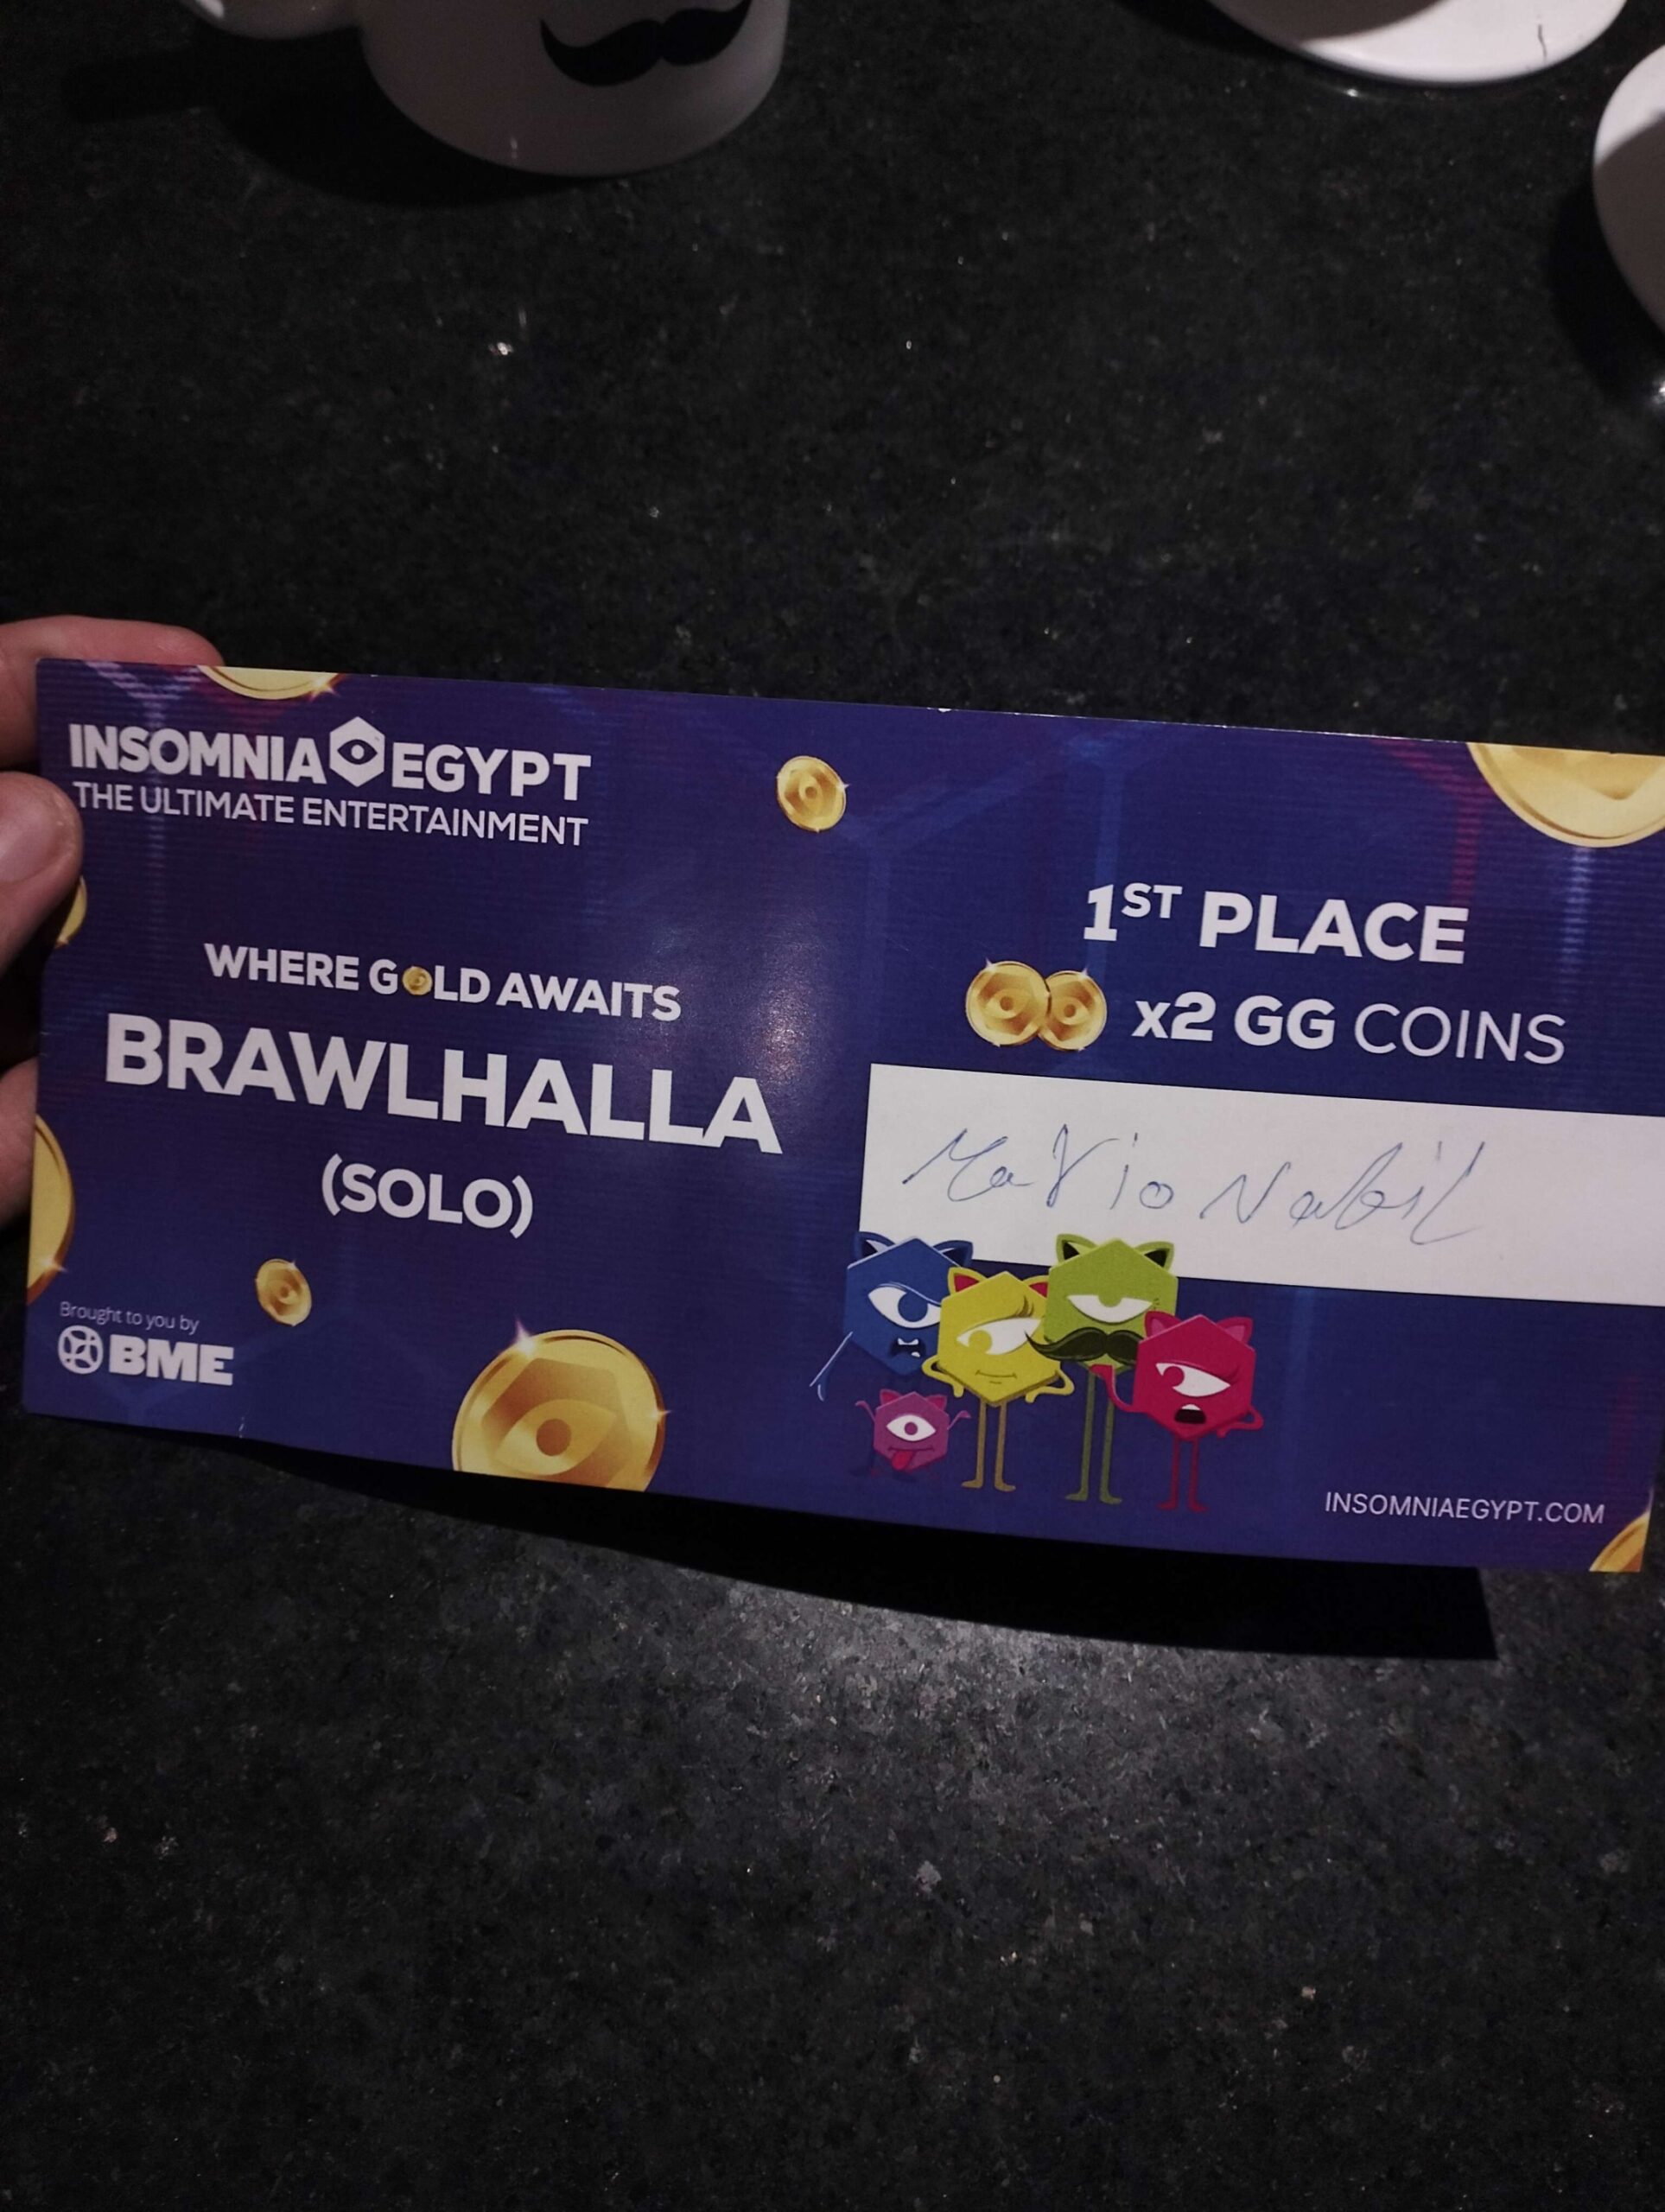 INSOMNIA EGYPT
THE ULTIMATE ENTERTAINMENT
WHERE GOLD AWAITS
BRAWLHALLA
(SOLO)
Brought to you by
BME
1ST PLACE
x2 GG COINS
Mario Nabil
INSOMNIAEGYPT.COM